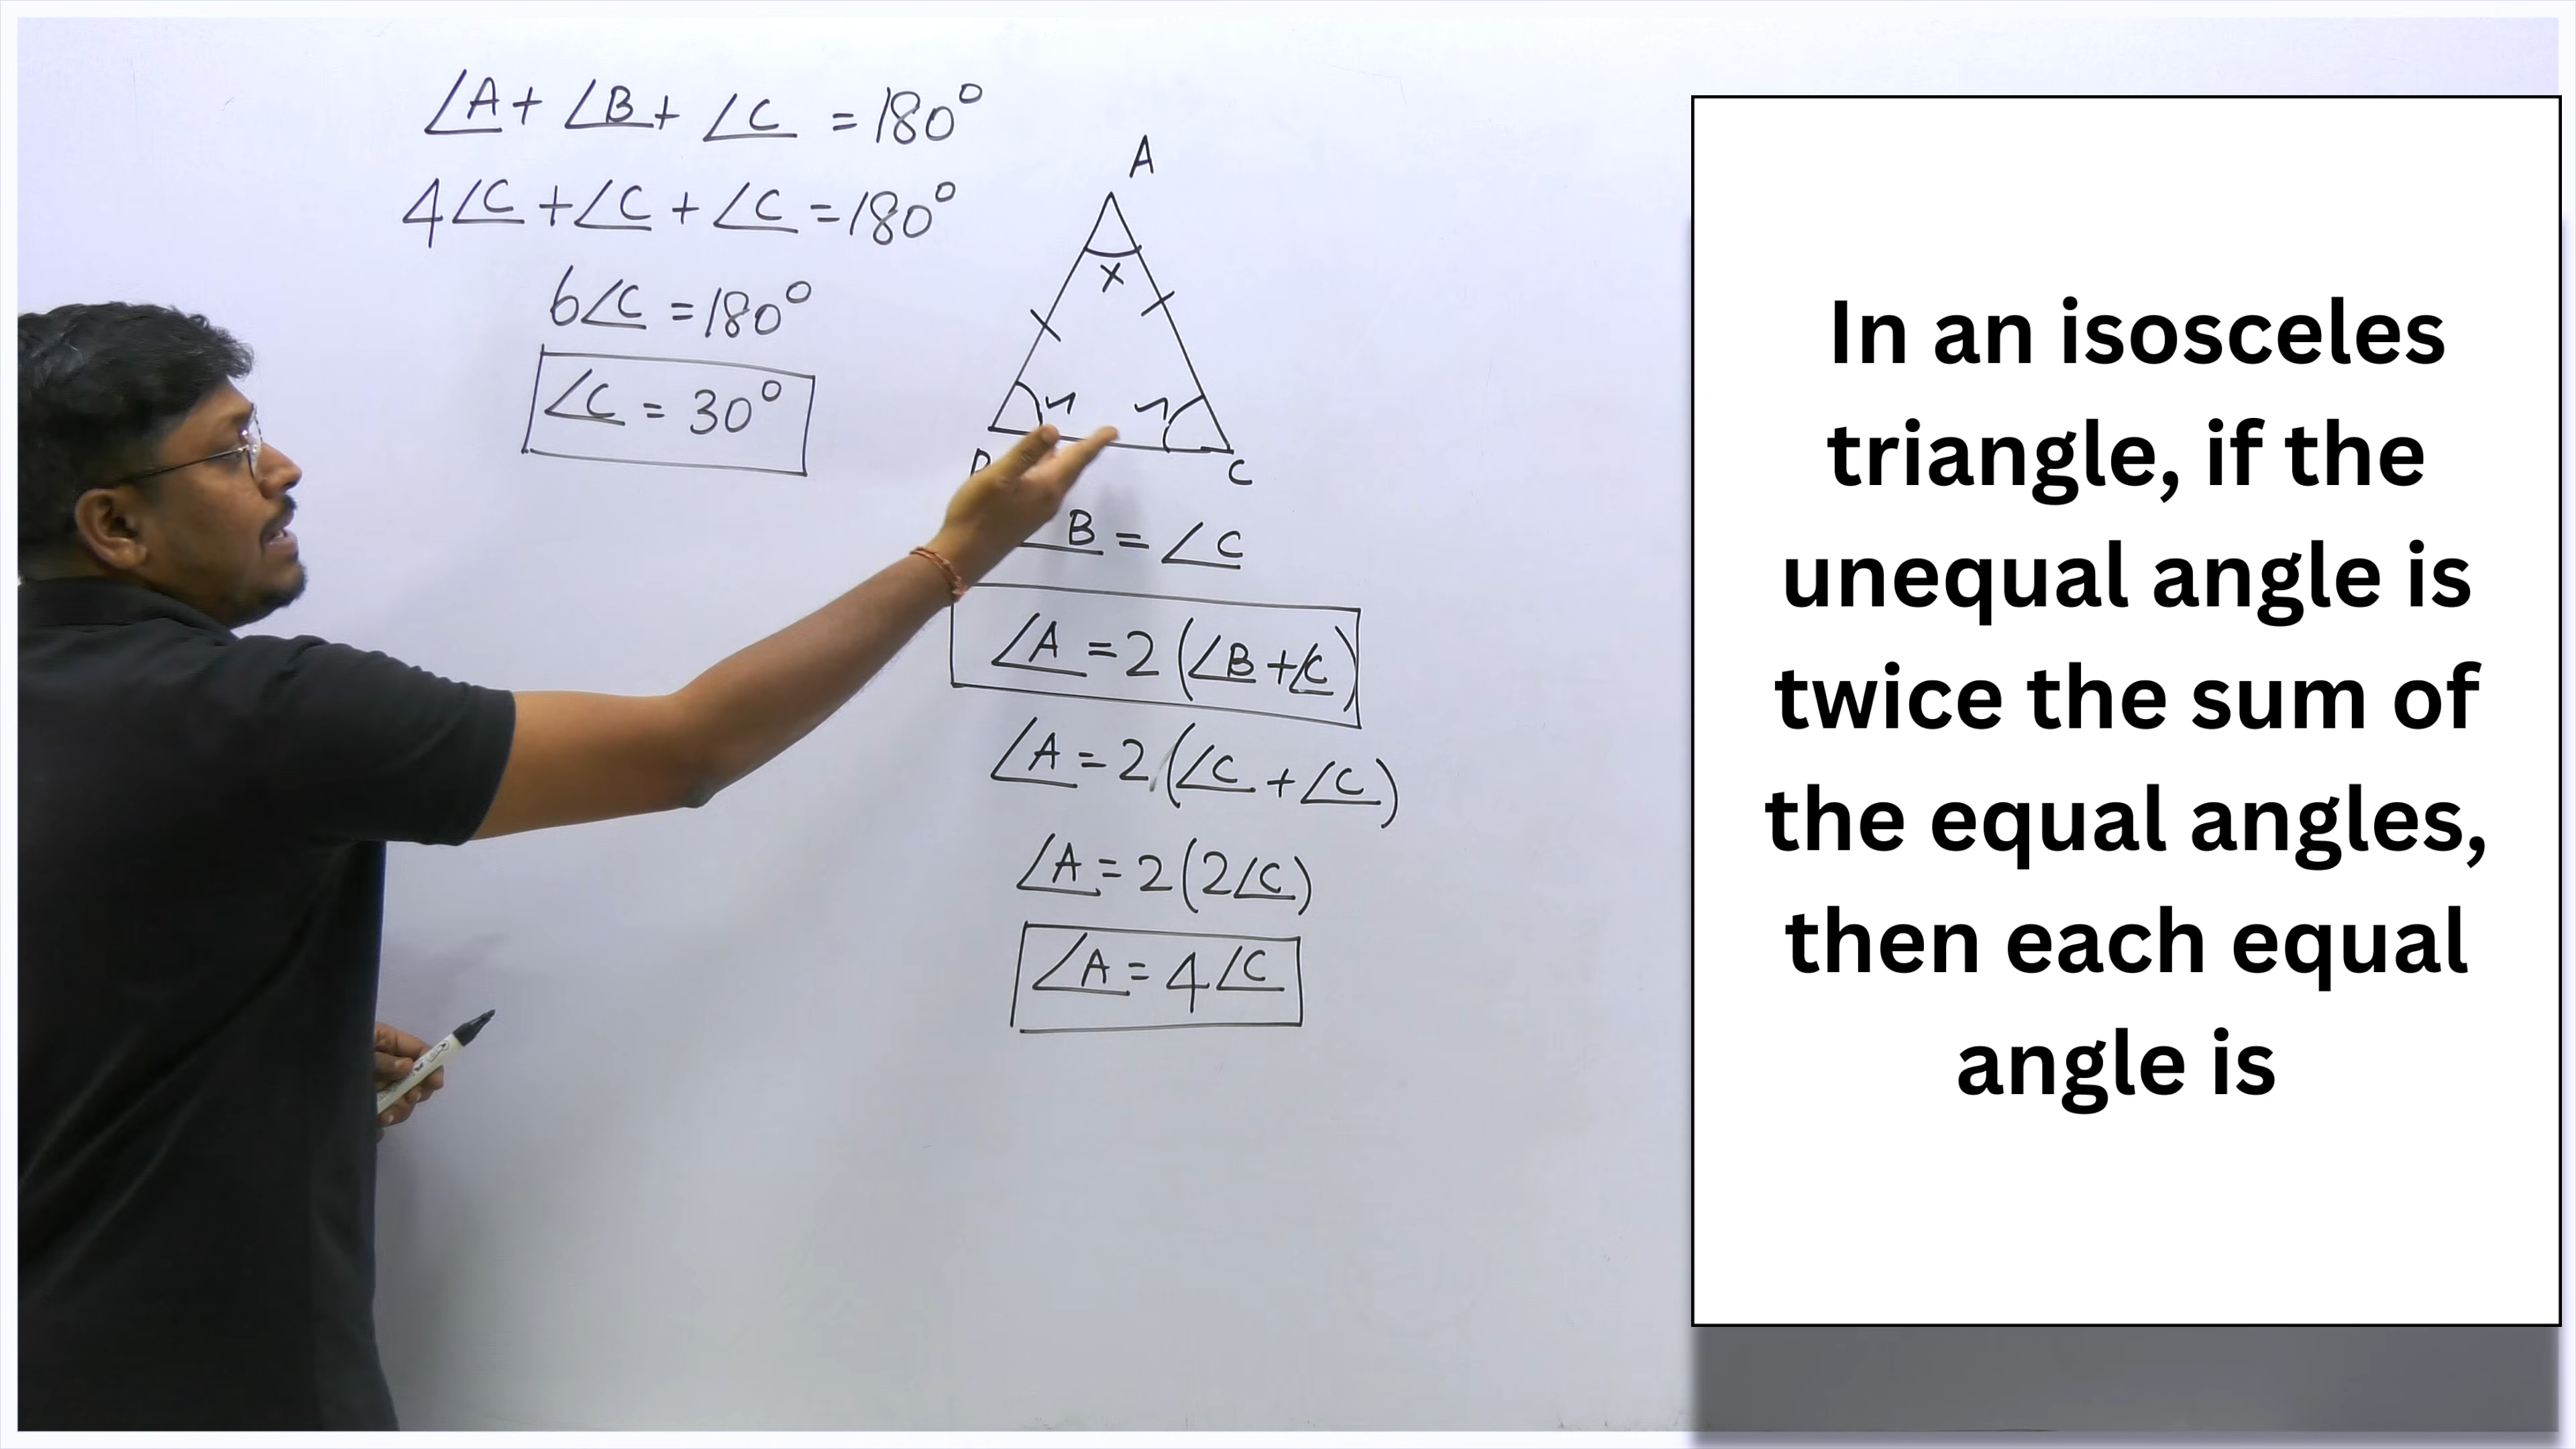 ∠A + ∠B + ∠C = 180°
4∠C + ∠C + ∠C = 180°
6∠C = 180°
∠C = 30°
A
x
y y
C
B = ∠C
∠A = 2(∠B + ∠C)
∠A = 2(∠C + ∠C)
∠A = 2(2∠C)
∠A = 4∠C
In an isosceles
triangle, if the
unequal angle is
twice the sum of
the equal angles,
then each equal
angle is